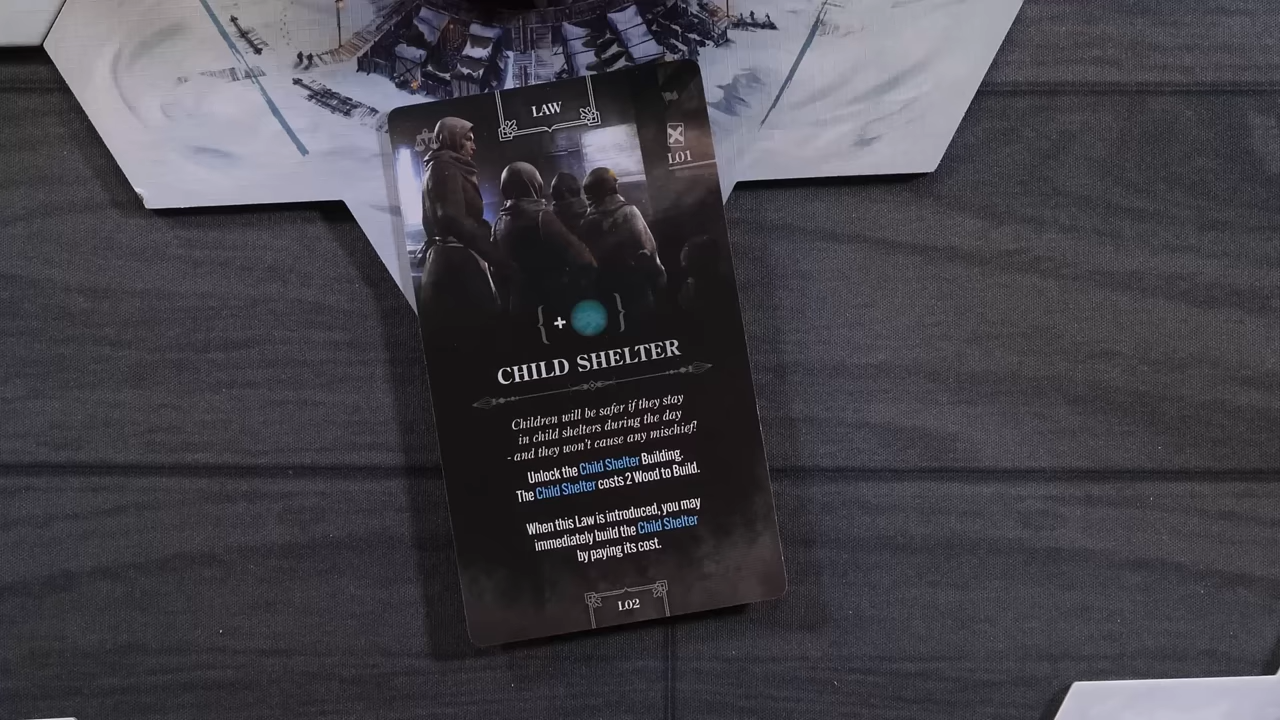 LAW
L01
+
CHILD SHELTER
Children will be safer if they stay
in child shelters during the day
- and they won't cause any mischief!
Unlock the Child Shelter Building.
The Child Shelter costs 2 Wood to Build.
When this Law is introduced, you may
immediately build the Child Shelter
by paying its cost.
L02